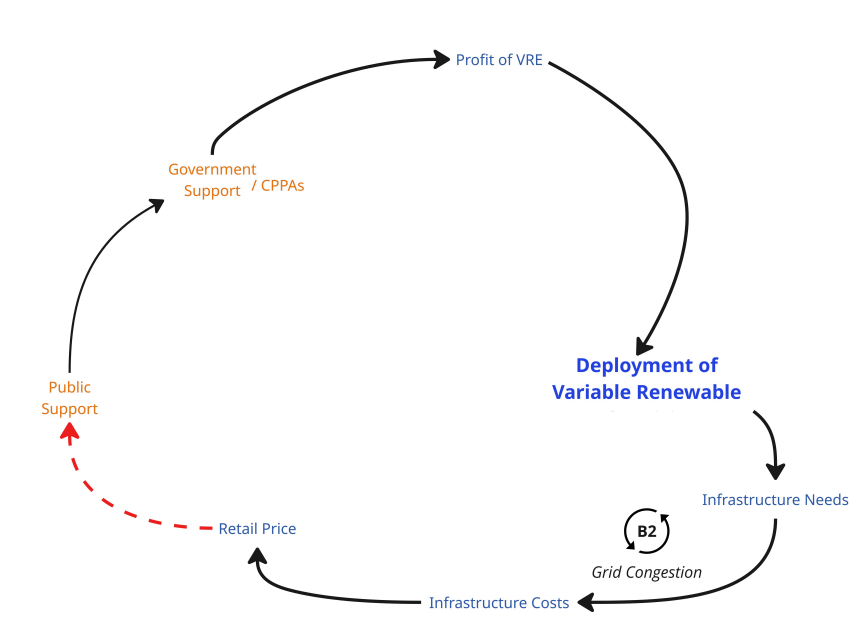 Profit of VRE
Government
Support / CPPAs
Deployment of
Variable Renewable
Public
Support
Infrastructure Needs
Retail Price
B2
Grid Congestion
Infrastructure Costs